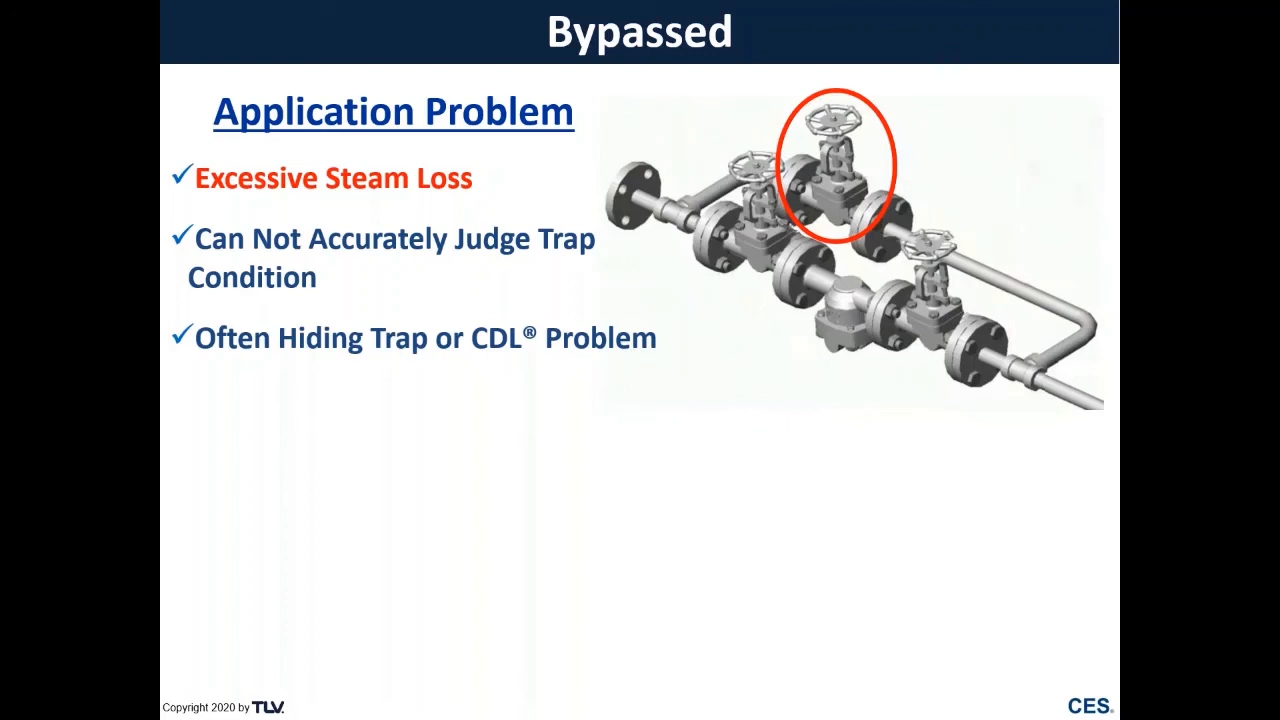 Bypassed
Application Problem
✓Excessive Steam Loss
✓Can Not Accurately Judge Trap
Condition
✓Often Hiding Trap or CDL® Problem
Copyright 2020 by TLV.
CES®